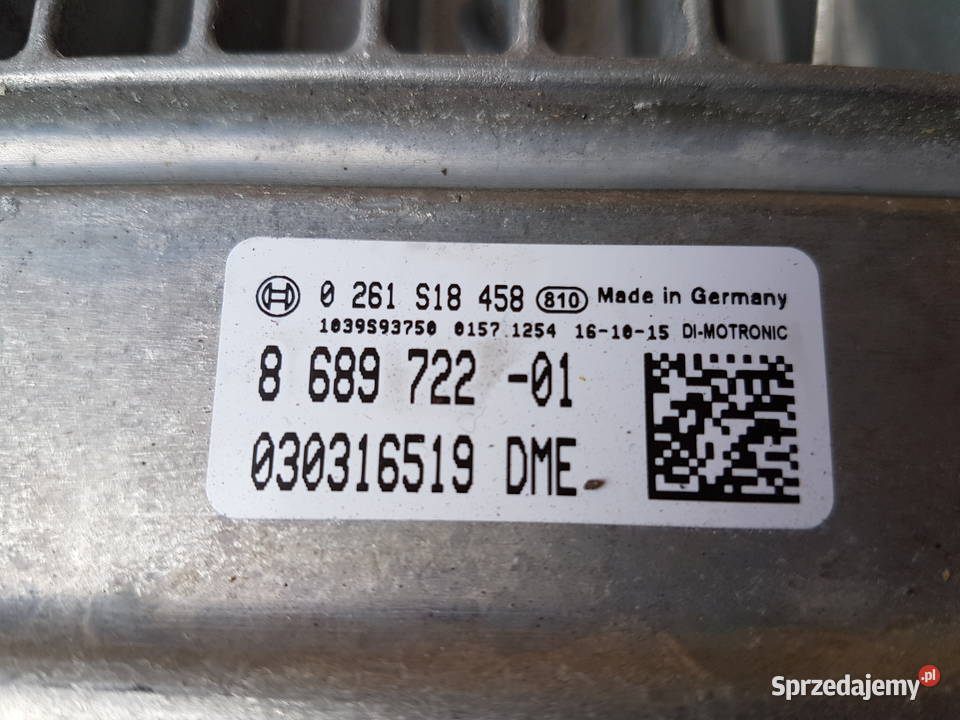 0 261 S18 458 810 Made in Germany
1039S93750 0157 1254 16-10-15 DI-MOTRONIC
8 689 722 -01
030316519 DME
Sprzedajemy.pl